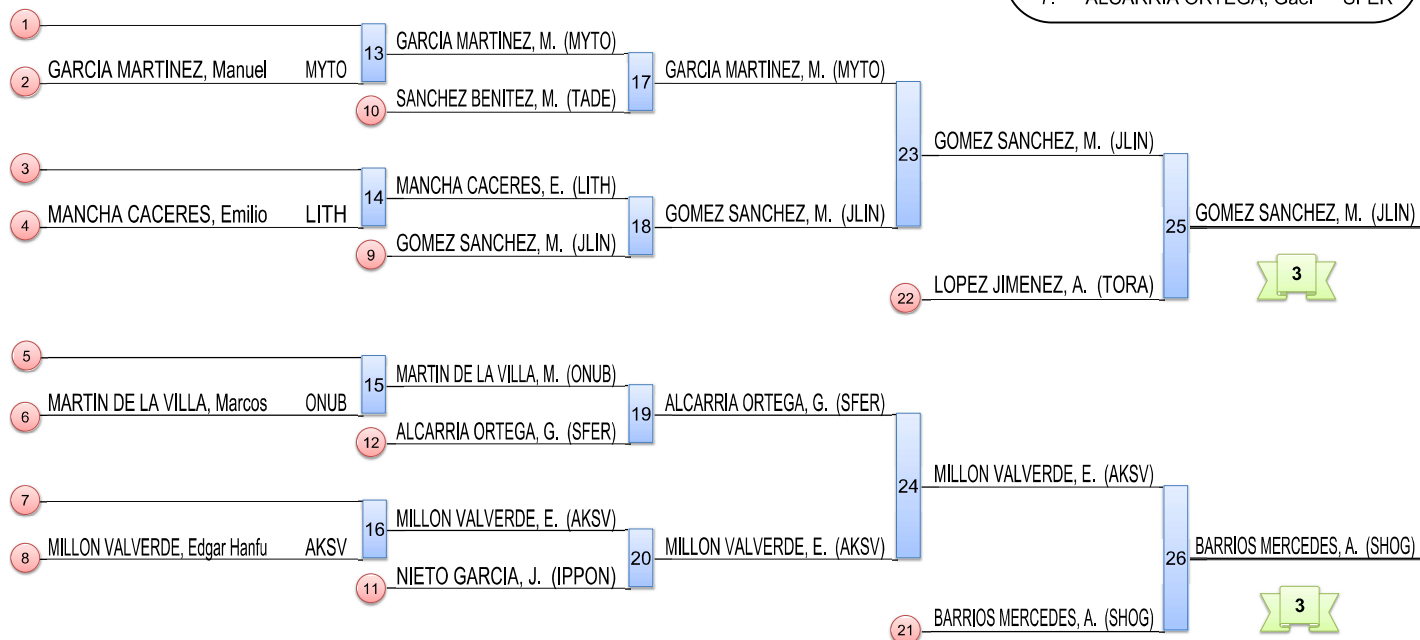 7. ALCARRIA ORTEGA, Gael SFER
1
13 GARCIA MARTINEZ, M. (MYTO)
2 GARCIA MARTINEZ, Manuel MYTO
17 GARCIA MARTINEZ, M. (MYTO)
10 SANCHEZ BENITEZ, M. (TADE)
23 GOMEZ SANCHEZ, M. (JLIN)
3
14 MANCHA CACERES, E. (LITH)
4 MANCHA CACERES, Emilio LITH
18 GOMEZ SANCHEZ, M. (JLIN)
9 GOMEZ SANCHEZ, M. (JLIN)
25 GOMEZ SANCHEZ, M. (JLIN)
3
22 LOPEZ JIMENEZ, A. (TORA)
5
15 MARTIN DE LA VILLA, M. (ONUB)
6 MARTIN DE LA VILLA, Marcos ONUB
19 ALCARRIA ORTEGA, G. (SFER)
12 ALCARRIA ORTEGA, G. (SFER)
24 MILLON VALVERDE, E. (AKSV)
7
16 MILLON VALVERDE, E. (AKSV)
8 MILLON VALVERDE, Edgar Hanfu AKSV
20 MILLON VALVERDE, E. (AKSV)
11 NIETO GARCIA, J. (IPPON)
26 BARRIOS MERCEDES, A. (SHOG)
3
21 BARRIOS MERCEDES, A. (SHOG)